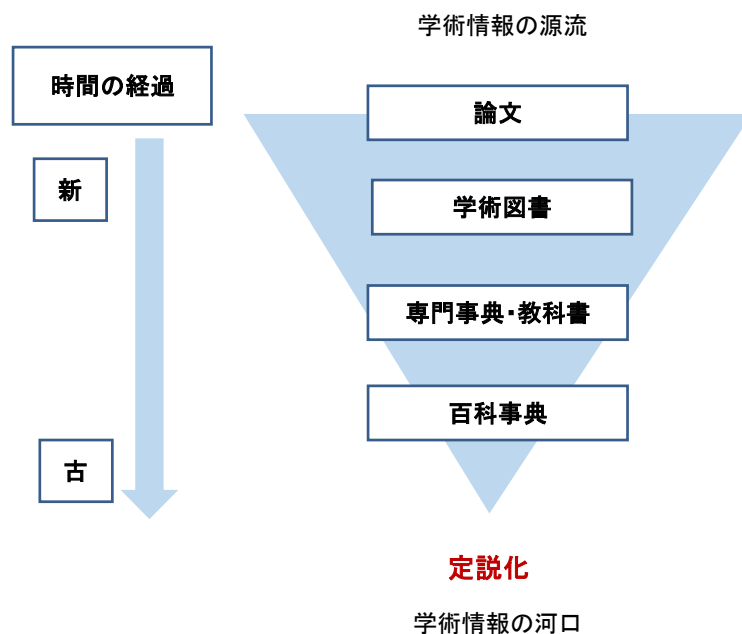 学術情報の源流
時間の経過
論文
新
学術図書
専門事典・教科書
百科事典
古
定説化
学術情報の河口